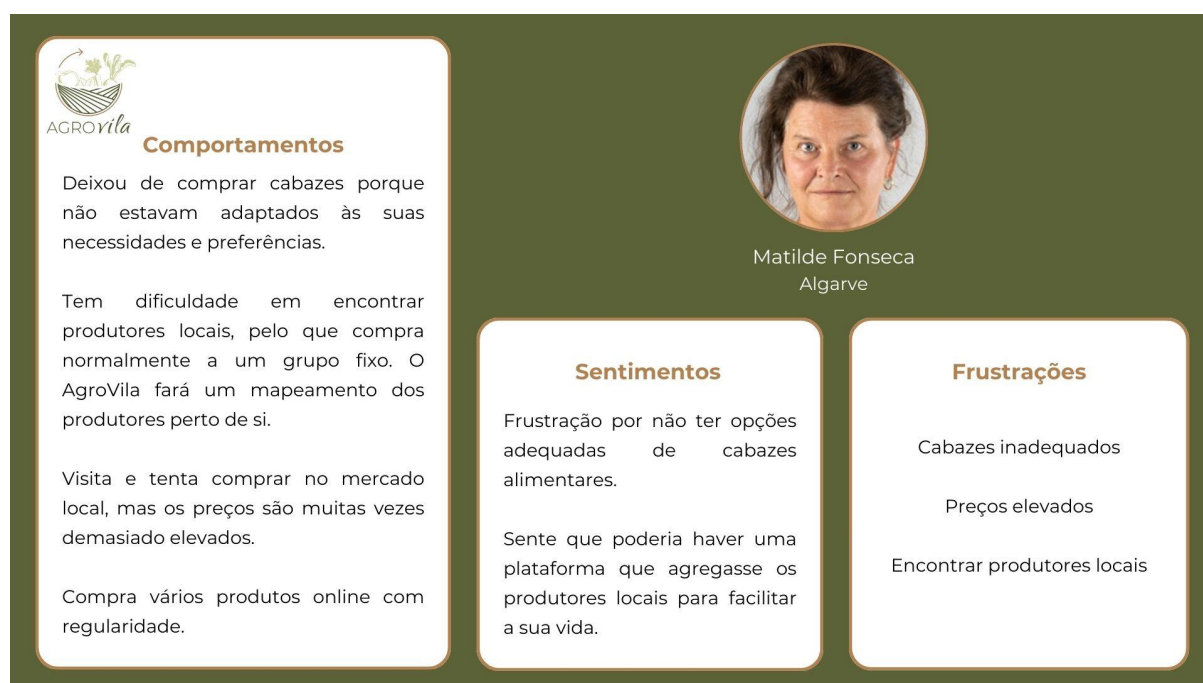 AGROvila
Comportamentos
Deixou de comprar cabazes porque
não estavam adaptados às suas
necessidades e preferências.
Tem dificuldade em encontrar
produtores locais, pelo que compra
normalmente a um grupo fixo. O
AgroVila fará um mapeamento dos
produtores perto de si.
Visita e tenta comprar no mercado
local, mas os preços são muitas vezes
demasiado elevados.
Compra vários produtos online com
regularidade.
Matilde Fonseca
Algarve
Sentimentos
Frustração por não ter opções
adequadas de cabazes
alimentares.
Sente que poderia haver uma
plataforma que agregasse os
produtores locais para facilitar
a sua vida.
Frustrações
Cabazes inadequados
Preços elevados
Encontrar produtores locais